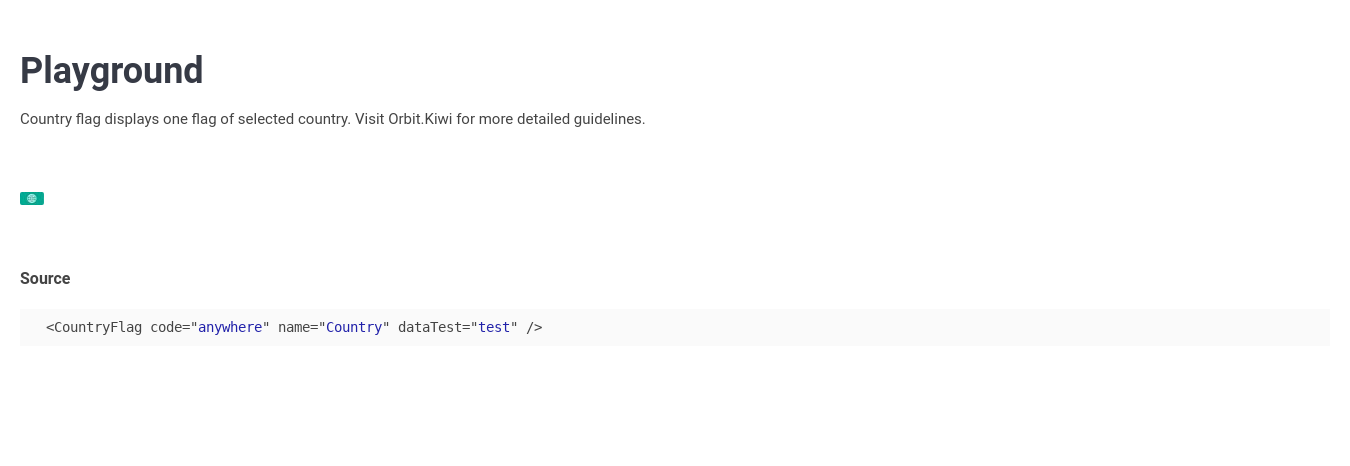 Playground
Country flag displays one flag of selected country. Visit Orbit.Kiwi for more detailed guidelines.
Source
<CountryFlag code="anywhere" name="Country" dataTest="test" />